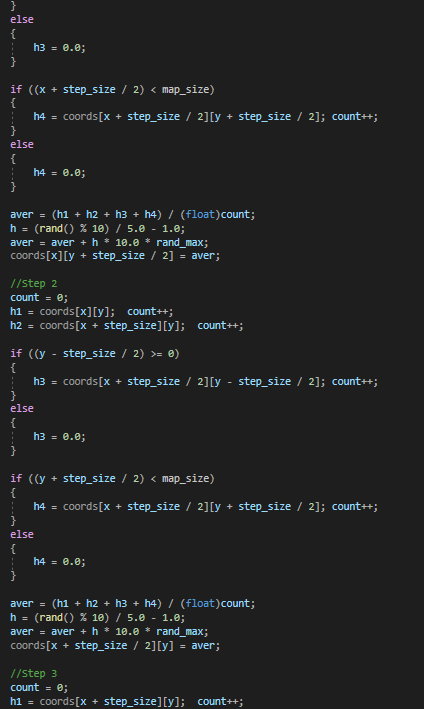 }
else
{
h3 = 0.0;
}
if ((x + step_size / 2) < map_size)
{
h4 = coords[x + step_size / 2][y + step_size / 2]; count++;
}
else
{
h4 = 0.0;
}
aver = (h1 + h2 + h3 + h4) / (float)count;
h = (rand() % 10) / 5.0 - 1.0;
aver = aver + h * 10.0 * rand_max;
coords[x][y + step_size / 2] = aver;
//Step 2
count = 0;
h1 = coords[x][y];  count++;
h2 = coords[x + step_size][y];  count++;
if ((y - step_size / 2) >= 0)
{
h3 = coords[x + step_size / 2][y - step_size / 2]; count++;
}
else
{
h3 = 0.0;
}
if ((y + step_size / 2) < map_size)
{
h4 = coords[x + step_size / 2][y + step_size / 2]; count++;
}
else
{
h4 = 0.0;
}
aver = (h1 + h2 + h3 + h4) / (float)count;
h = (rand() % 10) / 5.0 - 1.0;
aver = aver + h * 10.0 * rand_max;
coords[x + step_size / 2][y] = aver;
//Step 3
count = 0;
h1 = coords[x + step_size][y];  count++;